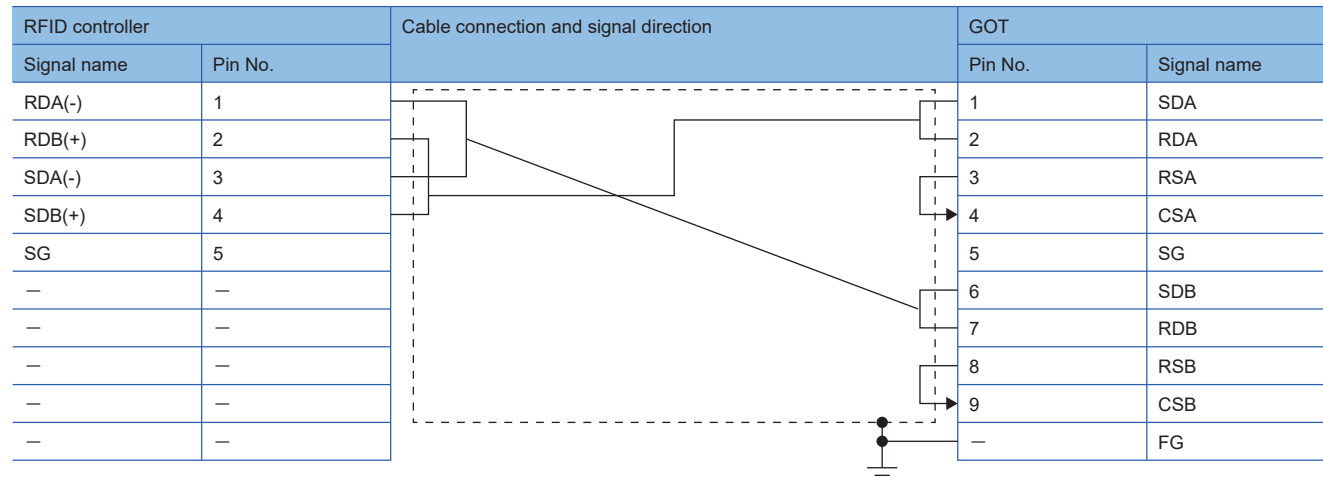 RFID controller Cable connection and signal direction GOT
Signal name Pin No. Pin No. Signal name
RDA(-) 1 1 SDA
RDB(+) 2 2 RDA
SDA(-) 3 3 RSA
SDB(+) 4 4 CSA
SG 5 5 SG
— — 6 SDB
— — 7 RDB
— — 8 RSB
— — 9 CSB
— — — FG